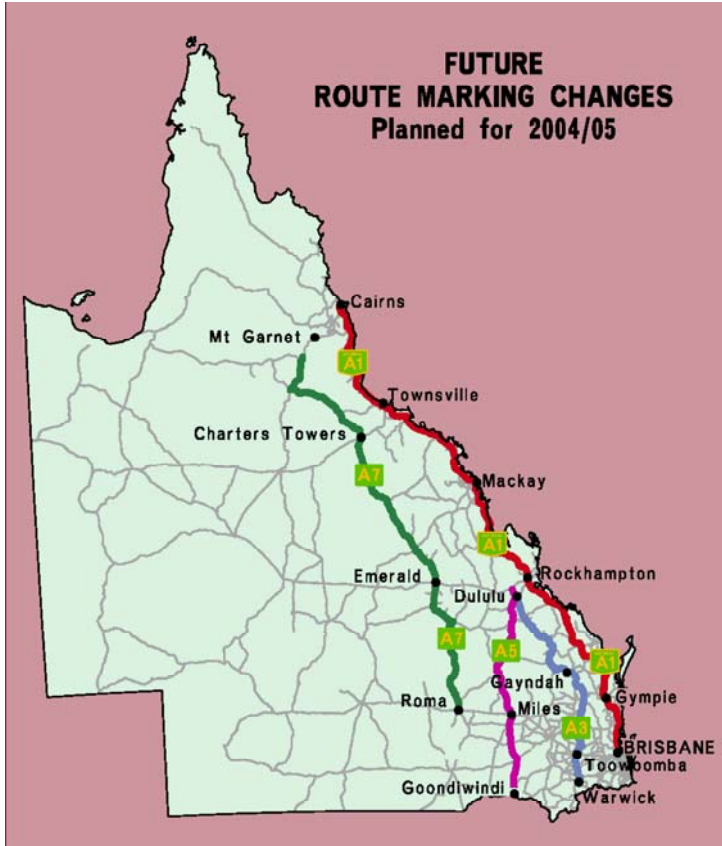 FUTURE
ROUTE MARKING CHANGES
Planned for 2004/05
Cairns
Mt Garnet
A1
Townsville
Charters Towers
A7
Mackay
A1
Rockhampton
Emerald
Dululu
A7
A5
A1
Gayndah
Gympie
Roma
Miles
A3
BRISBANE
Toowoomba
Goondiwindi
Warwick